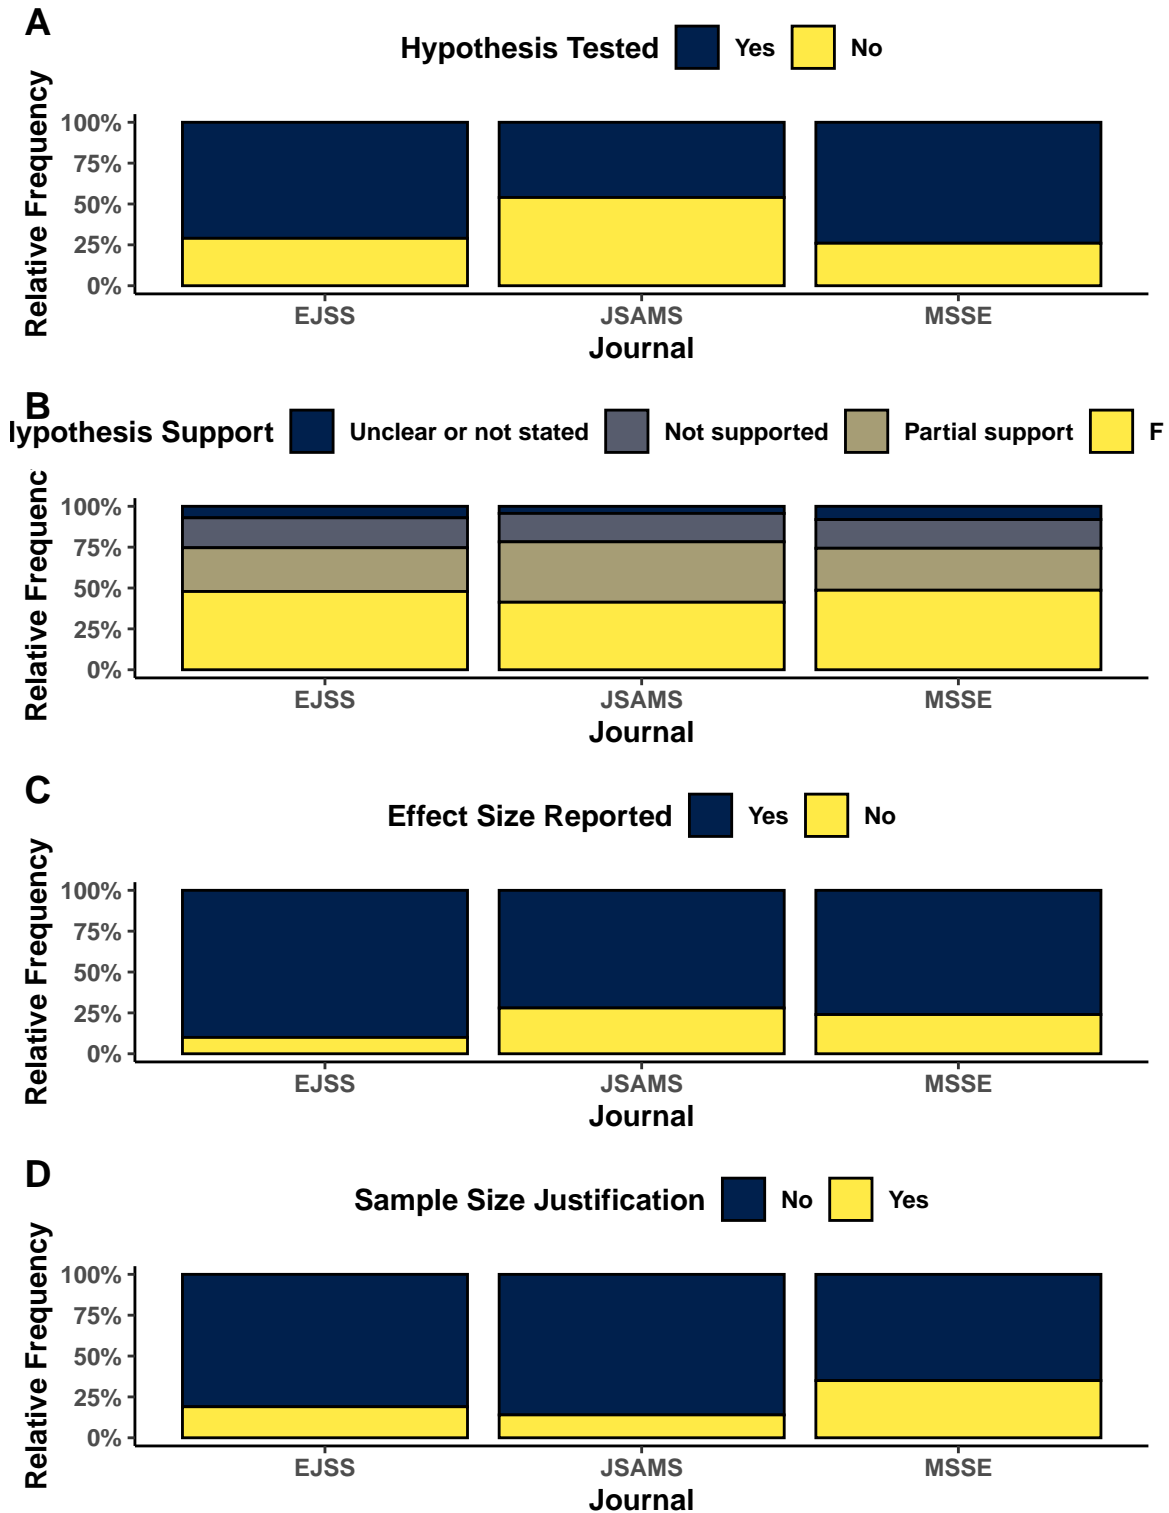 A
Hypothesis Tested Yes No
Relative Frequency
100%
75%
50%
25%
0%
EJSS JSAMS MSSE
Journal
B
ypothesis Support Unclear or not stated Not supported Partial support F
Relative Frequenc
100%
75%
50%
25%
0%
EJSS JSAMS MSSE
Journal
C
Effect Size Reported Yes No
Relative Frequency
100%
75%
50%
25%
0%
EJSS JSAMS MSSE
Journal
D
Sample Size Justification No Yes
Relative Frequency
100%
75%
50%
25%
0%
EJSS JSAMS MSSE
Journal